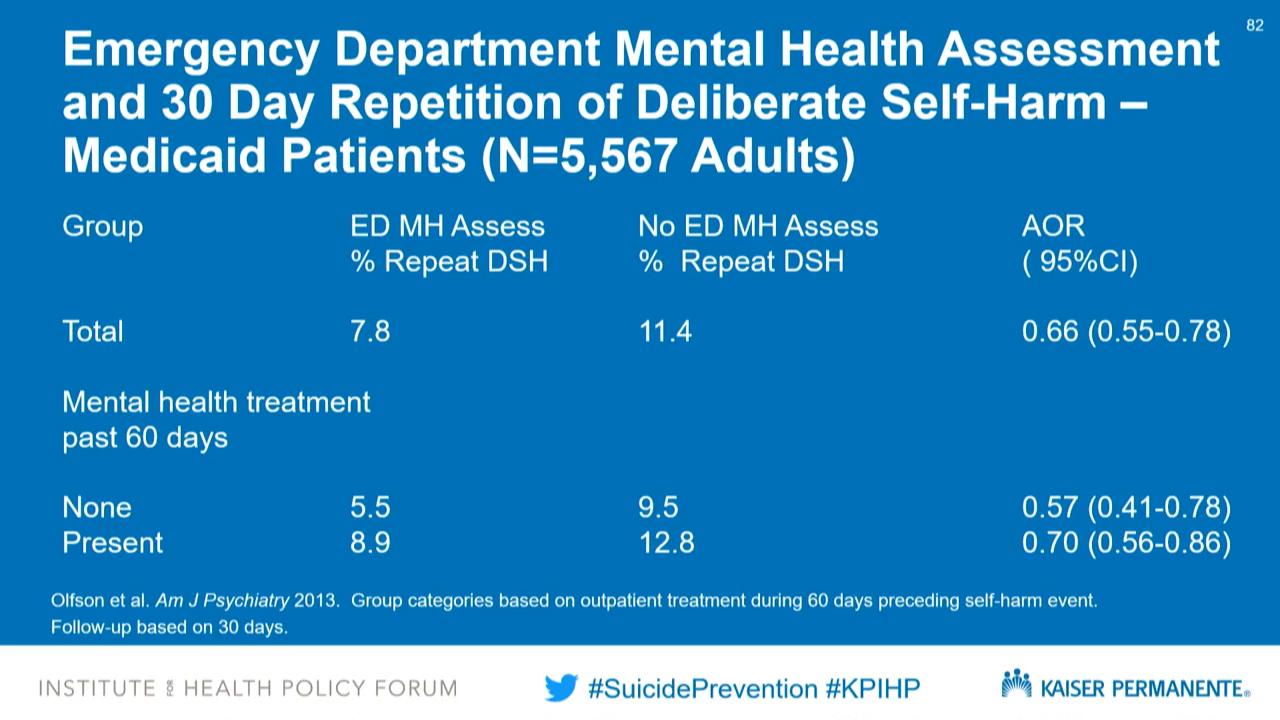 82
Emergency Department Mental Health Assessment
and 30 Day Repetition of Deliberate Self-Harm –
Medicaid Patients (N=5,567 Adults)
Group ED MH Assess No ED MH Assess AOR
% Repeat DSH % Repeat DSH ( 95%CI)
Total 7.8 11.4 0.66 (0.55-0.78)
Mental health treatment
past 60 days
None 5.5 9.5 0.57 (0.41-0.78)
Present 8.9 12.8 0.70 (0.56-0.86)
Olfson et al. Am J Psychiatry 2013. Group categories based on outpatient treatment during 60 days preceding self-harm event.
Follow-up based on 30 days.
INSTITUTE FOR HEALTH POLICY FORUM #SuicidePrevention #KPIHP KAISER PERMANENTE®